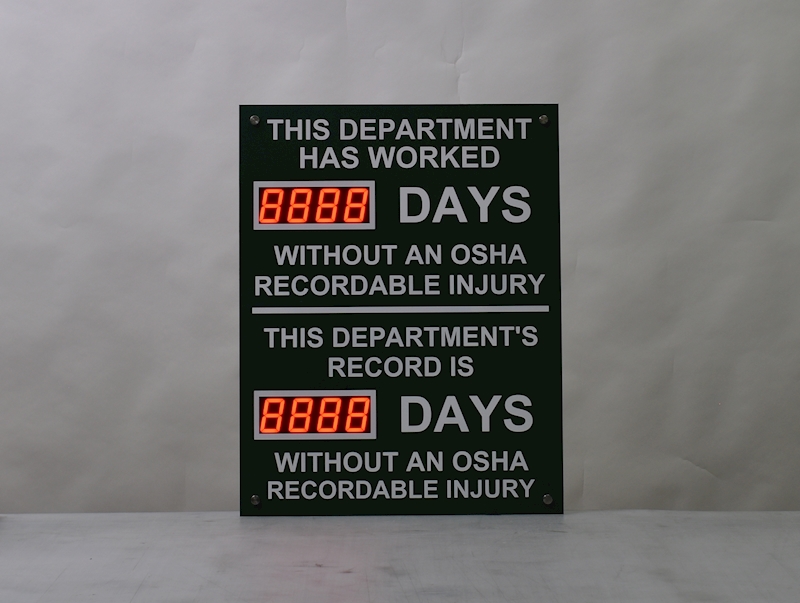 THIS DEPARTMENT
HAS WORKED
8888 DAYS
WITHOUT AN OSHA
RECORDABLE INJURY
THIS DEPARTMENT'S
RECORD IS
8888 DAYS
WITHOUT AN OSHA
RECORDABLE INJURY